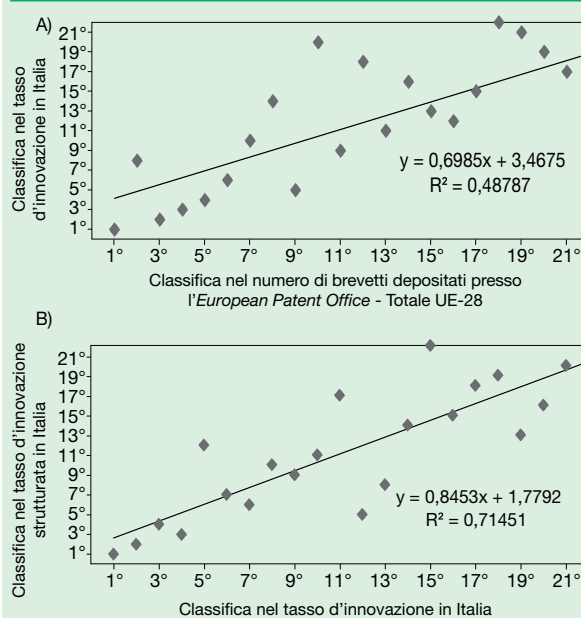 A)
Classifica nel tasso
d'innovazione in Italia
21°
19°
17°
15°
13°
11°
9°
7°
5°
3°
1°
y = 0,6985x + 3,4675
R² = 0,48787
1° 3° 5° 7° 9° 11° 13° 15° 17° 19° 21°
Classifica nel numero di brevetti depositati presso
l'European Patent Office - Totale UE-28
B)
Classifica nel tasso d'innovazione
strutturata in Italia
21°
19°
17°
15°
13°
11°
9°
7°
5°
3°
1°
y = 0,8453x + 1,7792
R² = 0,71451
1° 3° 5° 7° 9° 11° 13° 15° 17° 19° 21°
Classifica nel tasso d'innovazione in Italia